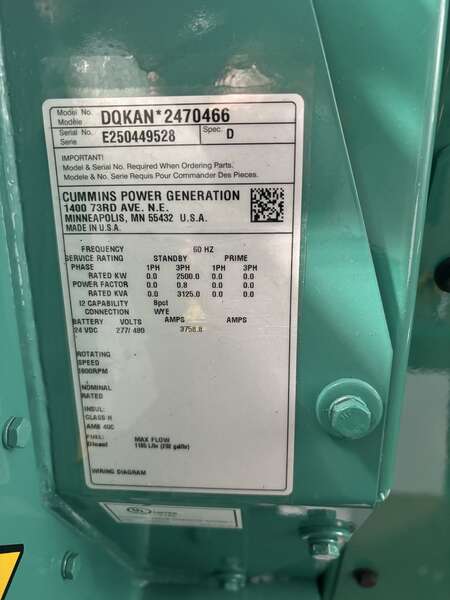 Model No. DQKAN*2470466
Modèle
Serial No. E250449528 Spec. D
Serie
IMPORTANT!
Model & Serial No. Required When Ordering Parts.
Modele & No. Serie Requis Pour Commander Des Pieces.
CUMMINS POWER GENERATION
1400 73RD AVE. N.E.
MINNEAPOLIS, MN 55432 U.S.A.
MADE IN U.S.A.
FREQUENCY 60 HZ
SERVICE RATING STANDBY PRIME
PHASE 1PH 3PH 1PH 3PH
RATED KW 0.0 2500.0 0.0 0.0
POWER FACTOR 0.0 0.8 0.0 0.0
RATED KVA 0.0 3125.0 0.0 0.0
I2 CAPABILITY 8pct
CONNECTION WYE
BATTERY VOLTS AMPS AMPS
24 VDC 277/ 480 3758.8
ROTATING
SPEED
1800RPM
NOMINAL
RATED
INSUL:
CLASS H
AMB 40C
FUEL: MAX FLOW
Diesel
WIRING DIAGRAM
UL LISTED